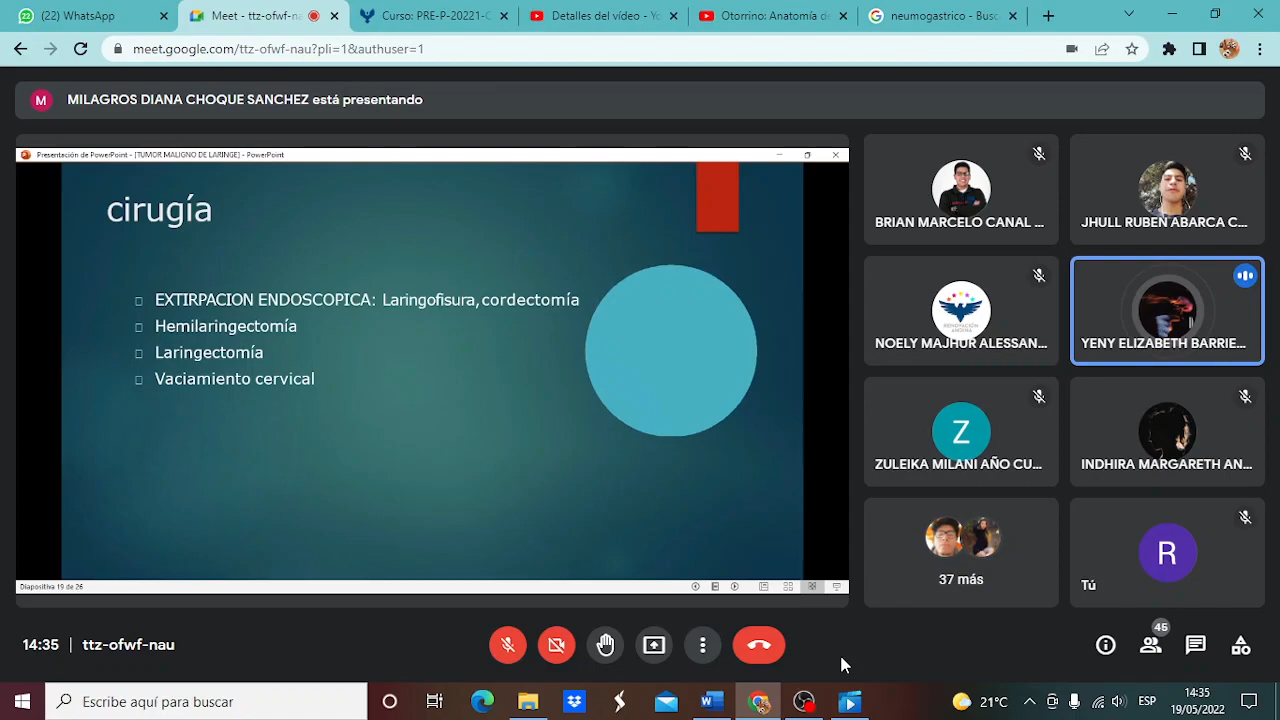 (22) WhatsApp
Meet - ttz-ofwf-na
Curso: PRE-P-20221-C
Detalles del vídeo - Yo
Otorrino: Anatomía de
neumogastrico - Busc
meet.google.com/ttz-ofwf-nau?pli=1&authuser=1
M
MILAGROS DIANA CHOQUE SANCHEZ está presentando
Presentación de PowerPoint - [TUMOR MALIGNO DE LARINGE] - PowerPoint
cirugía
EXTIRPACION ENDOSCOPICA: Laringofisura, cordectomía
Hemilaringectomía
Laringectomía
Vaciamiento cervical
Diapositiva 19 de 26
BRIAN MARCELO CANAL ...
JHULL RUBEN ABARCA C...
RENOVACIÓN
NOELY MAJHUR ALESSAN...
YENY ELIZABETH BARRIE...
Z
ZULEIKA MILANI AÑO CU...
INDHIRA MARGARETH AN...
37 más
R
Tú
14:35 | ttz-ofwf-nau
45
Escribe aquí para buscar
21°C
ESP
14:35
19/05/2022